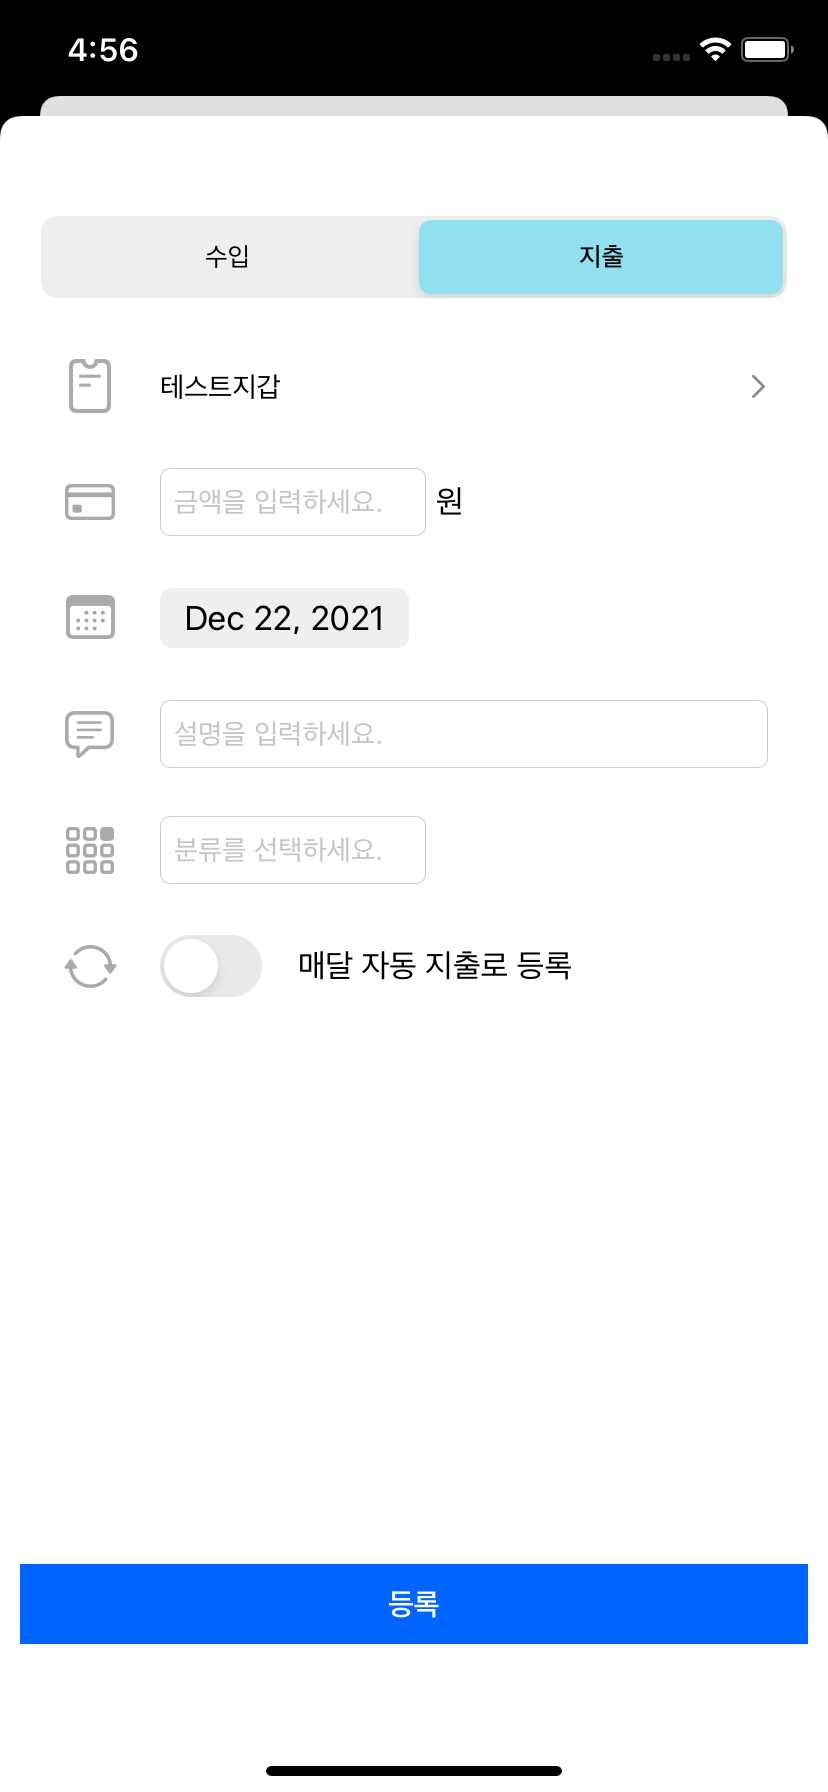 4:56
수입
지출
테스트지갑
금액을 입력하세요. 원
Dec 22, 2021
설명을 입력하세요.
분류를 선택하세요.
매달 자동 지출로 등록
등록